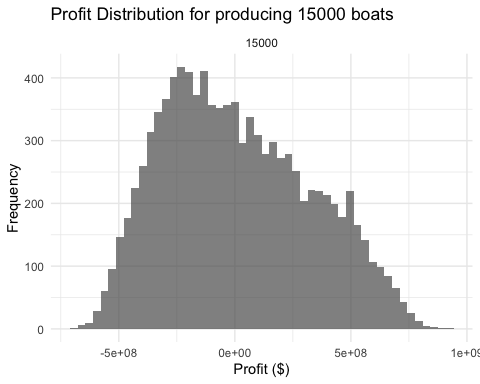 Profit Distribution for producing 15000 boats
15000
400
300
200
100
0
Frequency
-5e+08 0e+00 5e+08 1e+09
Profit ($)